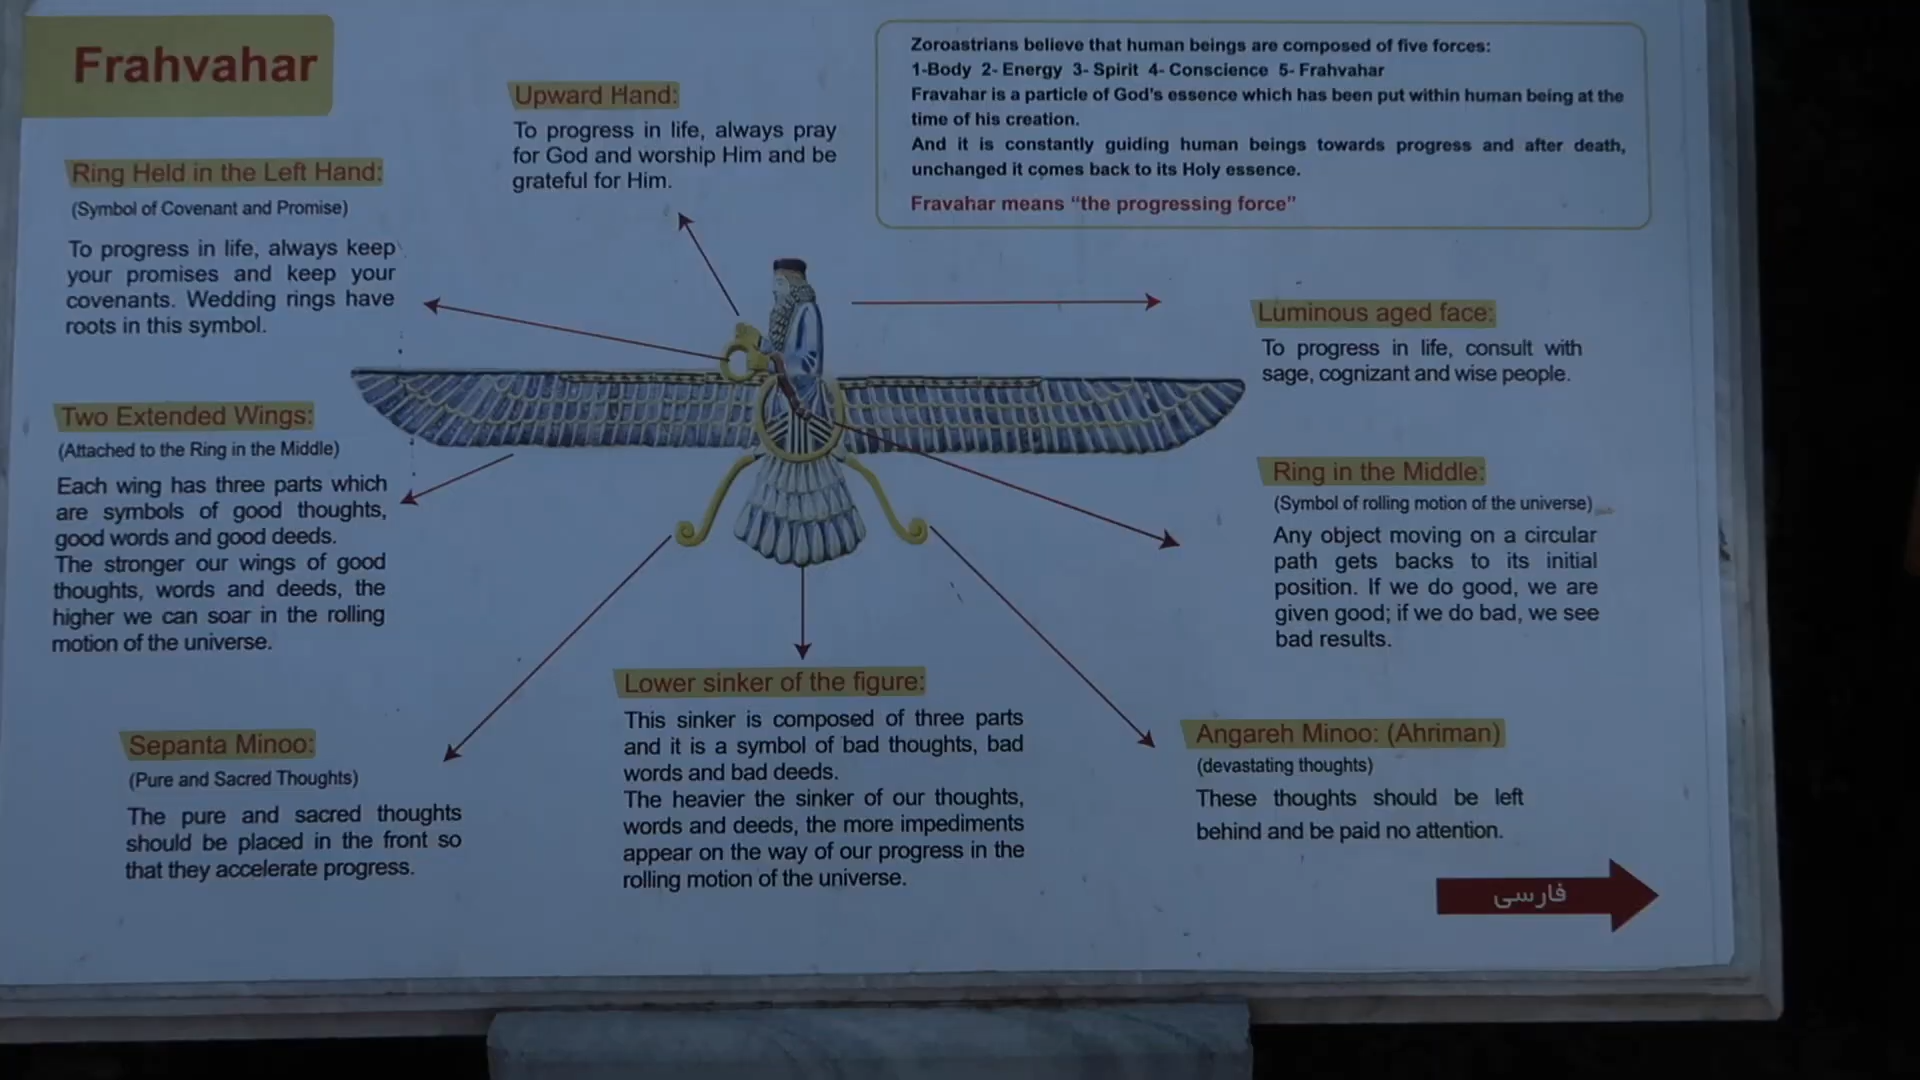 Frahvahar
Ring Held in the Left Hand:
(Symbol of Covenant and Promise)
To progress in life, always keep
your promises and keep your
covenants. Wedding rings have
roots in this symbol.
Two Extended Wings:
(Attached to the Ring in the Middle)
Each wing has three parts which
are symbols of good thoughts,
good words and good deeds.
The stronger our wings of good
thoughts, words and deeds, the
higher we can soar in the rolling
motion of the universe.
Sepanta Minoo:
(Pure and Sacred Thoughts)
The pure and sacred thoughts
should be placed in the front so
that they accelerate progress.
Upward Hand:
To progress in life, always pray
for God and worship Him and be
grateful for Him.
Lower sinker of the figure:
This sinker is composed of three parts
and it is a symbol of bad thoughts, bad
words and bad deeds.
The heavier the sinker of our thoughts,
words and deeds, the more impediments
appear on the way of our progress in the
rolling motion of the universe.
Zoroastrians believe that human beings are composed of five forces:
1-Body 2- Energy 3- Spirit 4- Conscience 5- Frahvahar
Fravahar is a particle of God's essence which has been put within human being at the
time of his creation.
And it is constantly guiding human beings towards progress and after death,
unchanged it comes back to its Holy essence.
Fravahar means "the progressing force"
Luminous aged face:
To progress in life, consult with
sage, cognizant and wise people.
Ring in the Middle:
(Symbol of rolling motion of the universe)
Any object moving on a circular
path gets backs to its initial
position. If we do good, we are
given good; if we do bad, we see
bad results.
Angareh Minoo: (Ahriman)
(devastating thoughts)
These thoughts should be left
behind and be paid no attention.
فارسی